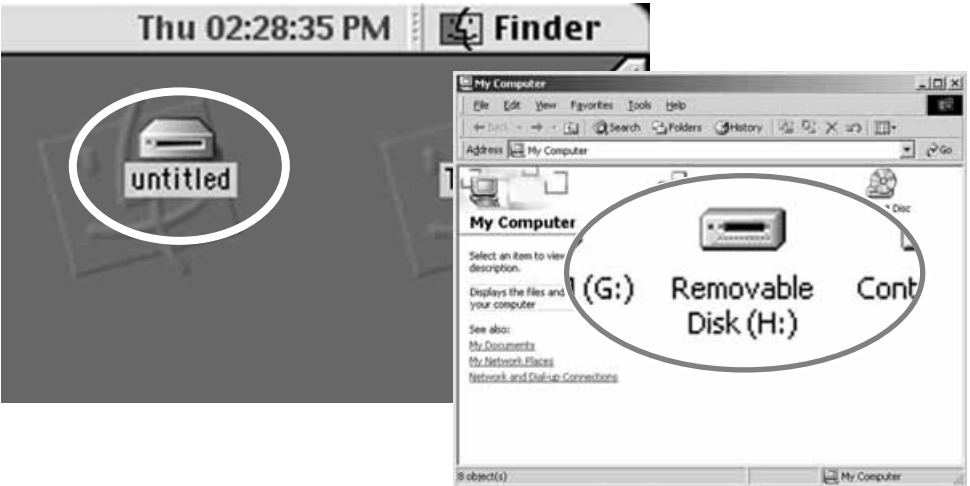 Thu 02:28:35 PM Finder
untitled
My Computer
File Edit View Favorites Tools Help
Back Search Folders History
Address My Computer Go
My Computer
Select an item to view
description.
Displays the files and
your computer
See also:
My Documents
My Network Places
Network and Dial-up Connections
Disc
(G:) Removable Cont
Disk (H:)
8 object(s) My Computer